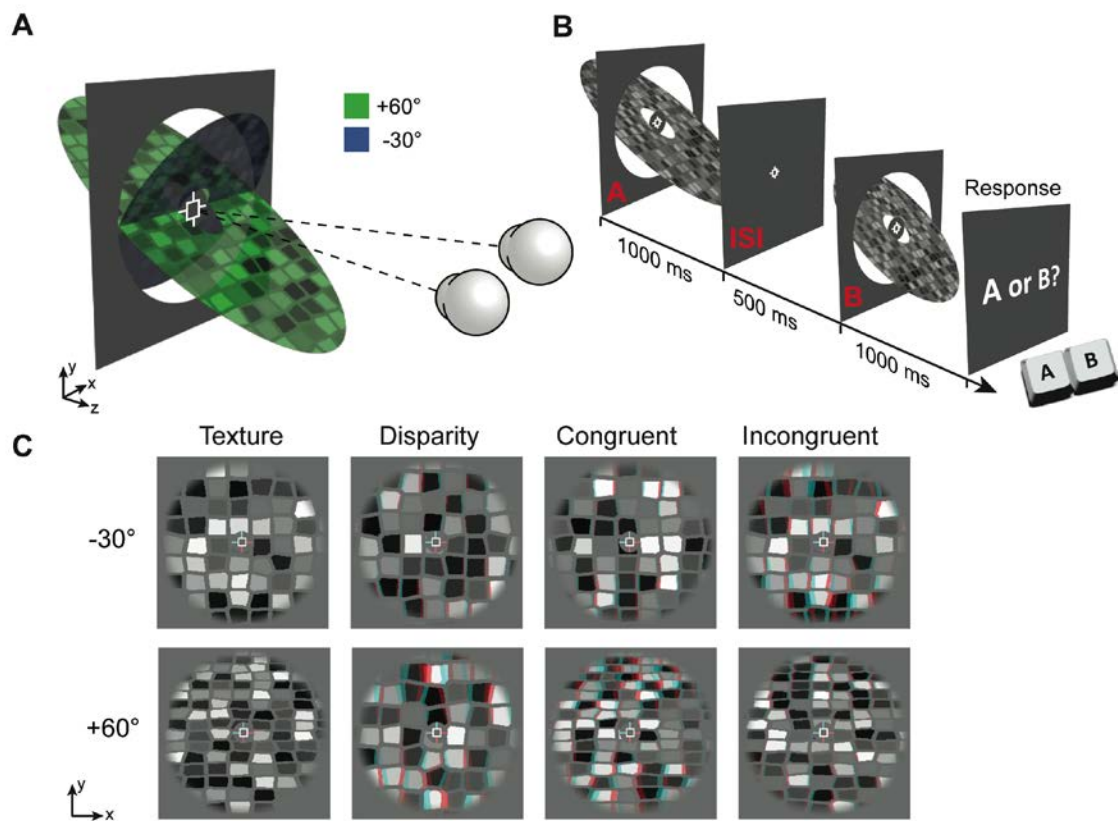 A
+60°
-30°
y
x
z
B
A
1000 ms
ISI
500 ms
B
1000 ms
Response
A or B?
A B
C
Texture Disparity Congruent Incongruent
-30°
+60°
y
x